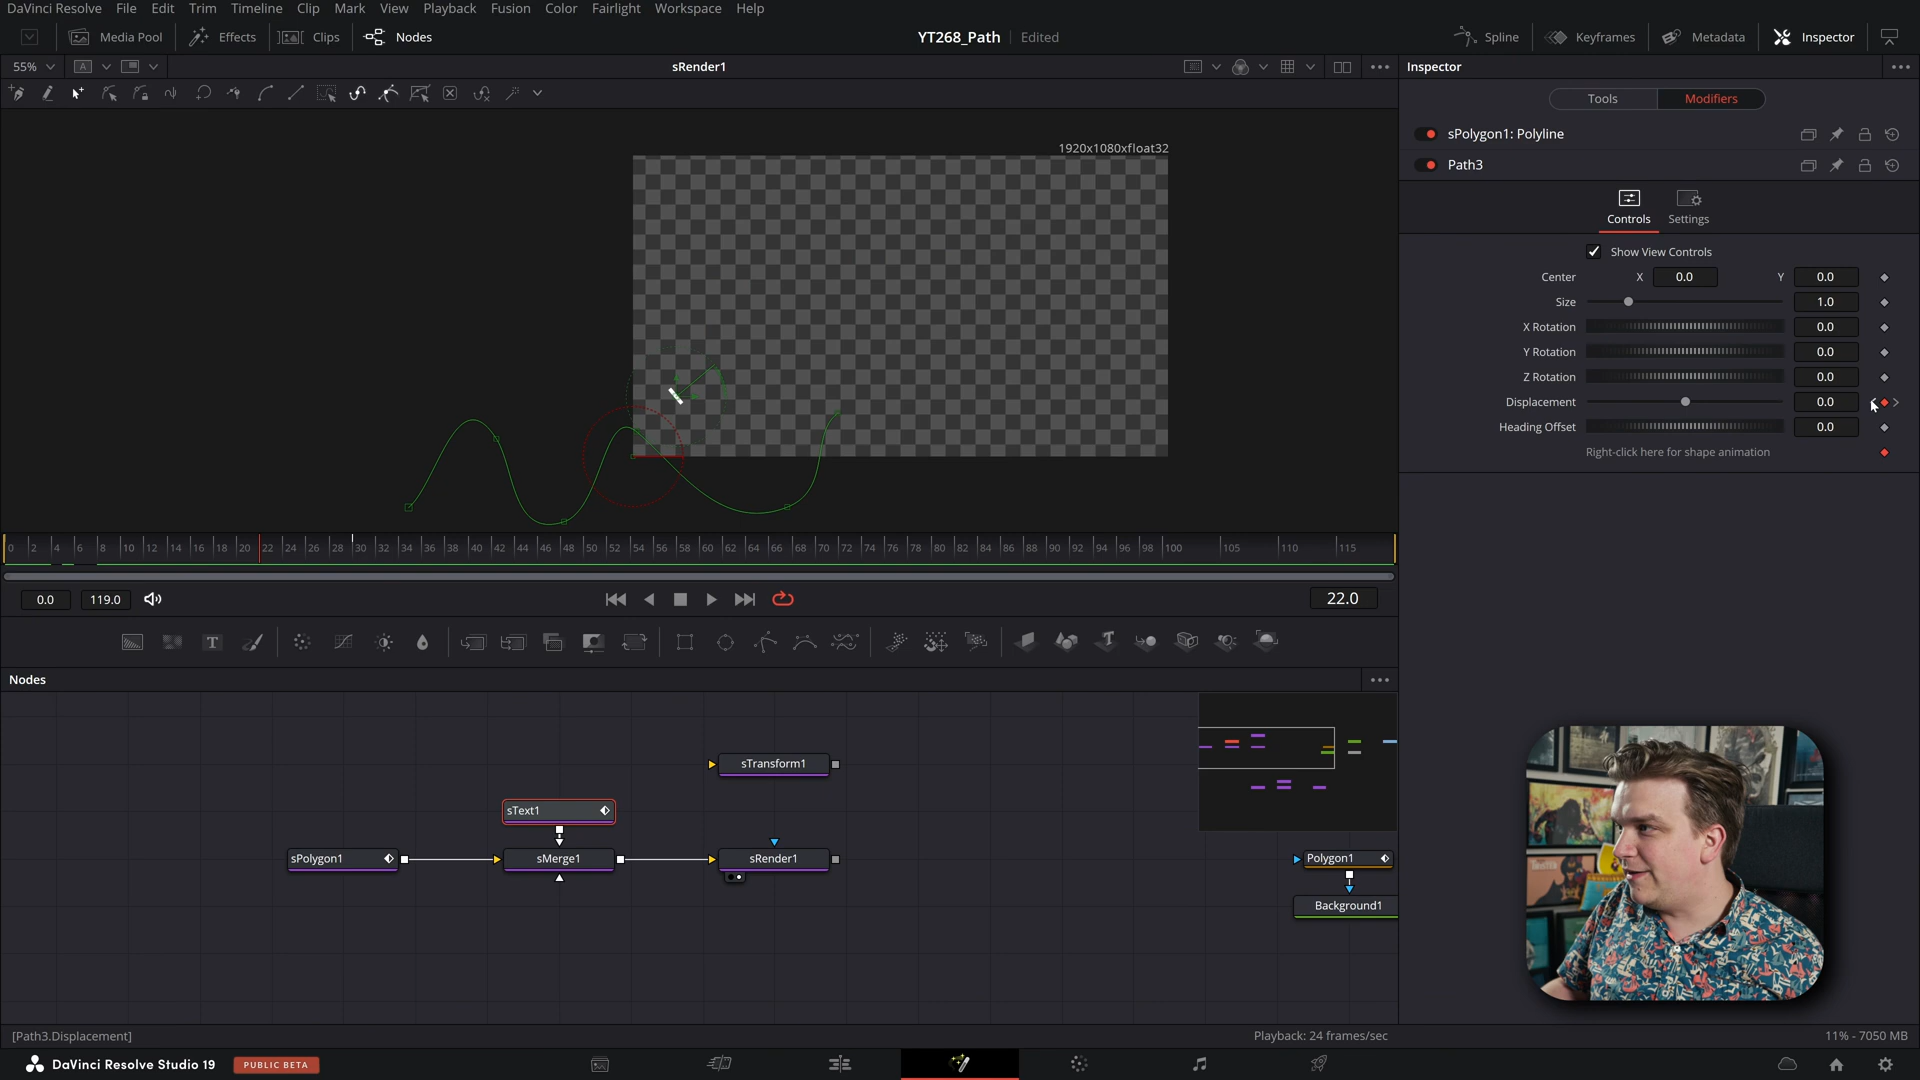 DaVinci Resolve File Edit Trim Timeline Clip Mark View Playback Fusion Color Fairlight Workspace Help
Media Pool Effects Clips Nodes YT268_Path Edited Spline Keyframes Metadata Inspector
55% A sRender1 Inspector
Tools Modifiers
sPolygon1: Polyline
1920x1080xfloat32
Path3
Controls Settings
Show View Controls
Center X 0.0 Y 0.0
Size 1.0
X Rotation 0.0
Y Rotation 0.0
Z Rotation 0.0
Displacement 0.0
Heading Offset 0.0
Right-click here for shape animation
0 2 4 6 8 10 12 14 16 18 20 22 24 26 28 30 32 34 36 38 40 42 44 46 48 50 52 54 56 58 60 62 64 66 68 70 72 74 76 78 80 82 84 86 88 90 92 94 96 98 100 105 110 115
0.0 119.0 22.0
T
Nodes
sTransform1
sText1
sPolygon1 sMerge1 sRender1 Polygon1
Background1
[Path3.Displacement] Playback: 24 frames/sec 11% - 7050 MB
DaVinci Resolve Studio 19 PUBLIC BETA